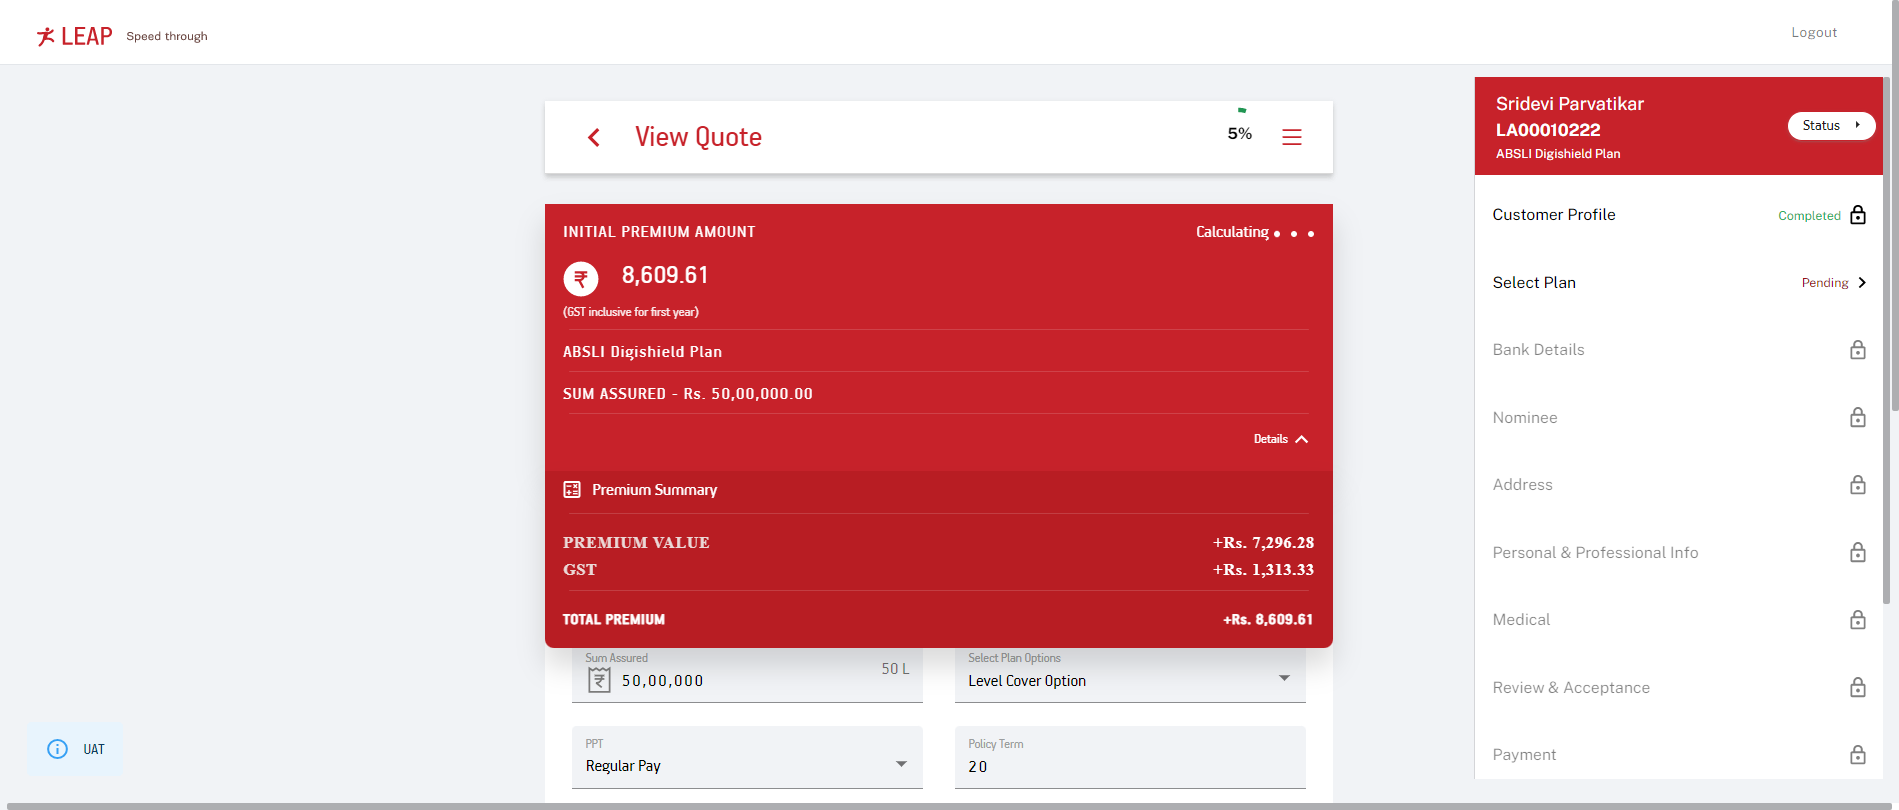 LEAP Speed through
Logout
View Quote
5%
INITIAL PREMIUM AMOUNT
Calculating
₹ 8,609.61
(GST inclusive for first year)
ABSLI Digishield Plan
SUM ASSURED - Rs. 50,00,000.00
Details
Premium Summary
PREMIUM VALUE +Rs. 7,296.28
GST +Rs. 1,313.33
TOTAL PREMIUM +Rs. 8,609.61
Sum Assured
₹ 50,00,000 50 L
Select Plan Options
Level Cover Option
PPT
Regular Pay
Policy Term
20
UAT
Sridevi Parvatikar
LA00010222
ABSLI Digishield Plan
Status
Customer Profile Completed
Select Plan Pending
Bank Details
Nominee
Address
Personal & Professional Info
Medical
Review & Acceptance
Payment